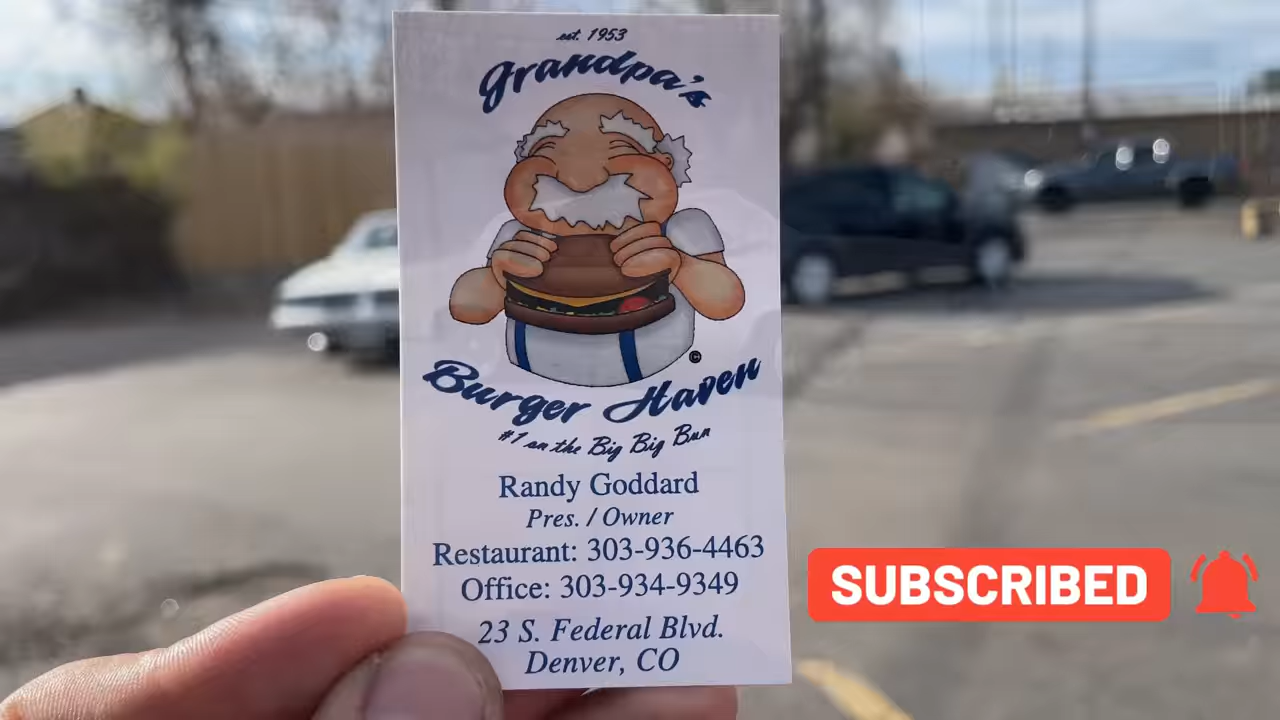 est. 1953
Grandpa's
©
Burger Haven
#1 on the Big Big Bun
Randy Goddard
Pres. / Owner
Restaurant: 303-936-4463
Office: 303-934-9349
23 S. Federal Blvd.
Denver, CO
SUBSCRIBED